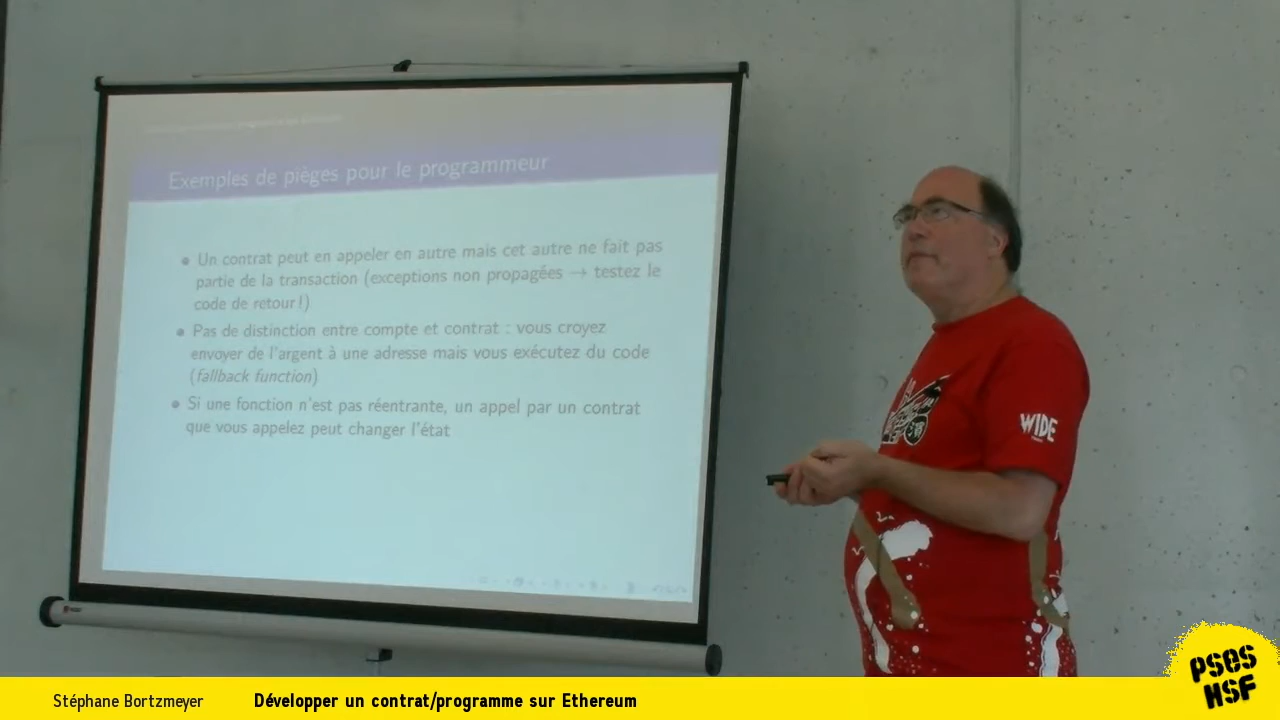 Exemples de pièges pour le programmeur
• Un contrat peut en appeler en autre mais cet autre ne fait pas
partie de la transaction (exceptions non propagées → testez le
code de retour !)
• Pas de distinction entre compte et contrat : vous croyez
envoyer de l'argent à une adresse mais vous exécutez du code
(fallback function)
• Si une fonction n'est pas réentrante, un appel par un contrat
que vous appelez peut changer l'état
WIDE
Stéphane Bortzmeyer
Développer un contrat/programme sur Ethereum
PSES
HSF